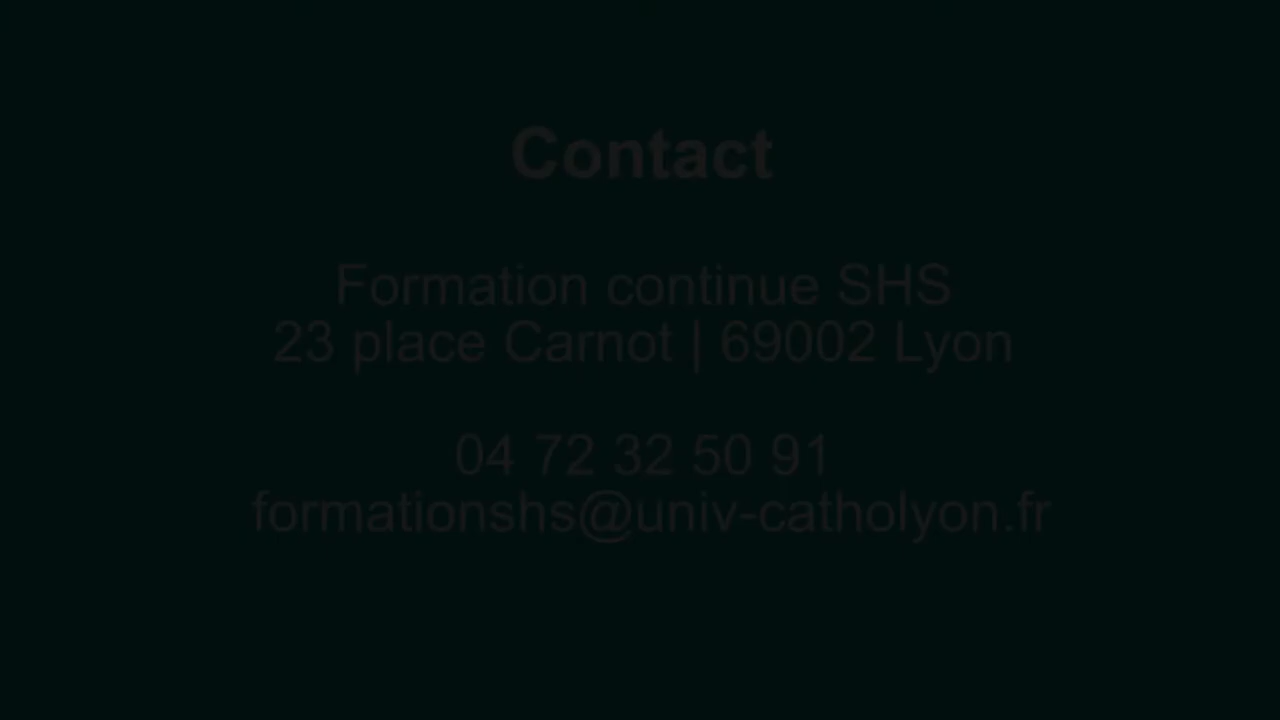 Contact
Formation continue SHS
23 place Carnot | 69002 Lyon
04 72 32 50 91
formationshs@univ-catholyon.fr